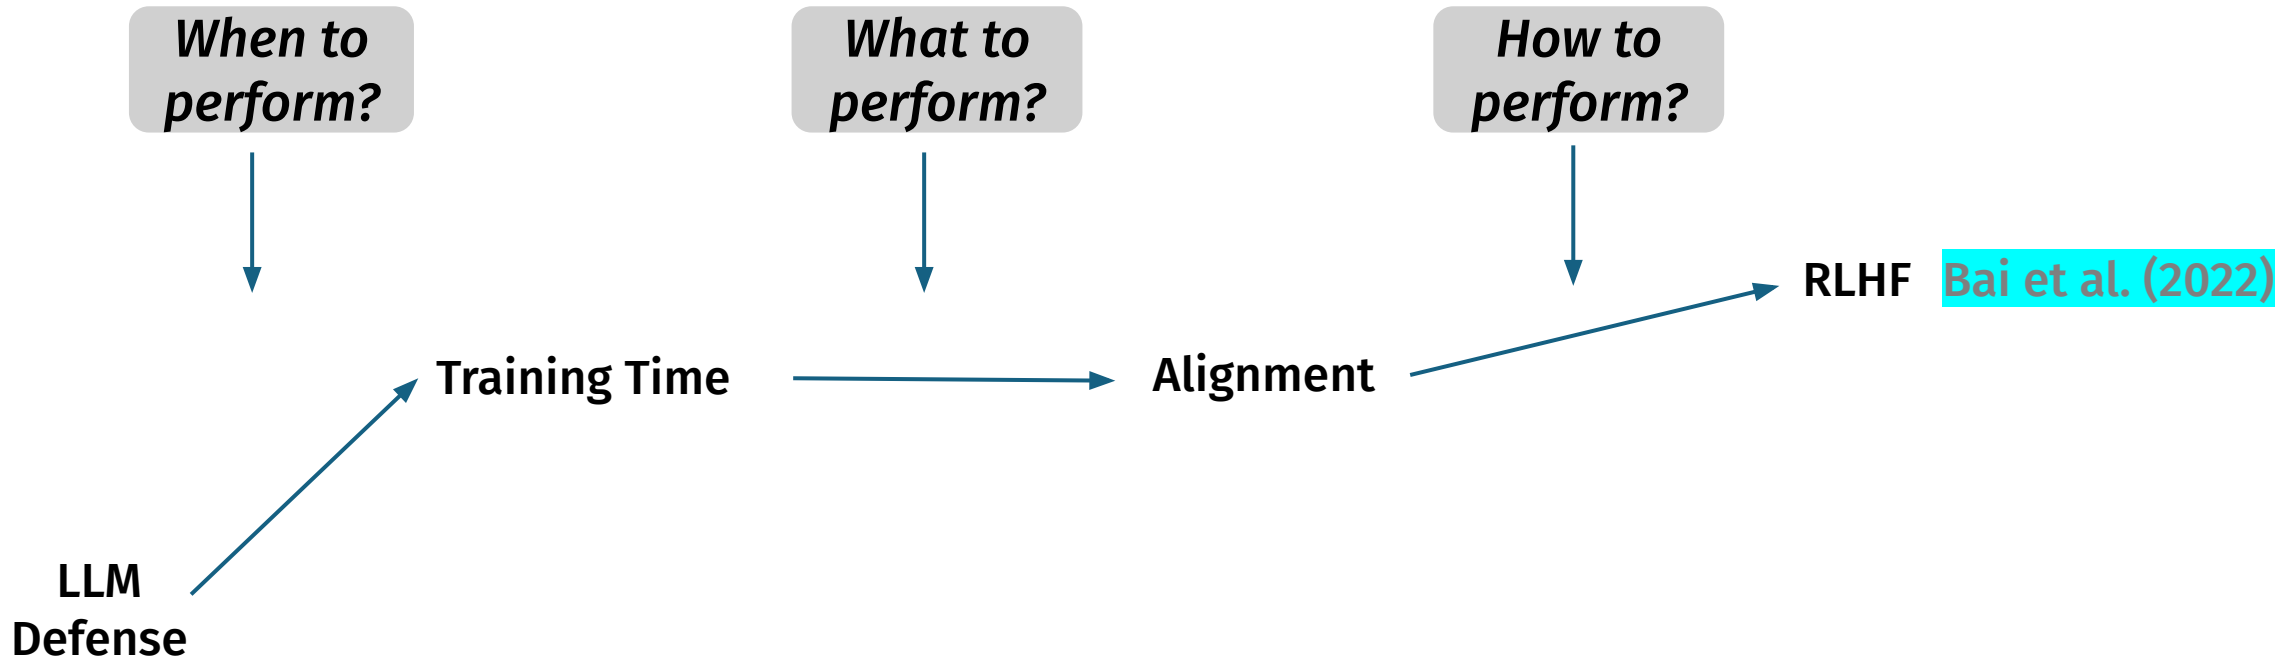 When to
perform?
What to
perform?
How to
perform?
RLHF Bai et al. (2022)
Training Time
Alignment
LLM
Defense